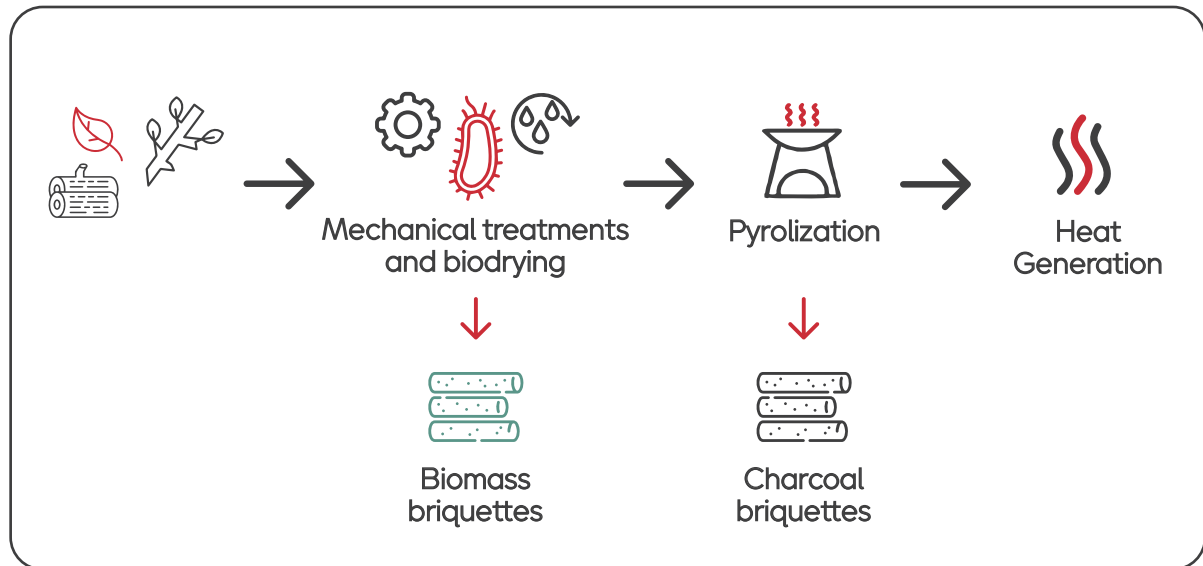 Mechanical treatments
and biodrying
Pyrolization
Heat
Generation
Biomass
briquettes
Charcoal
briquettes